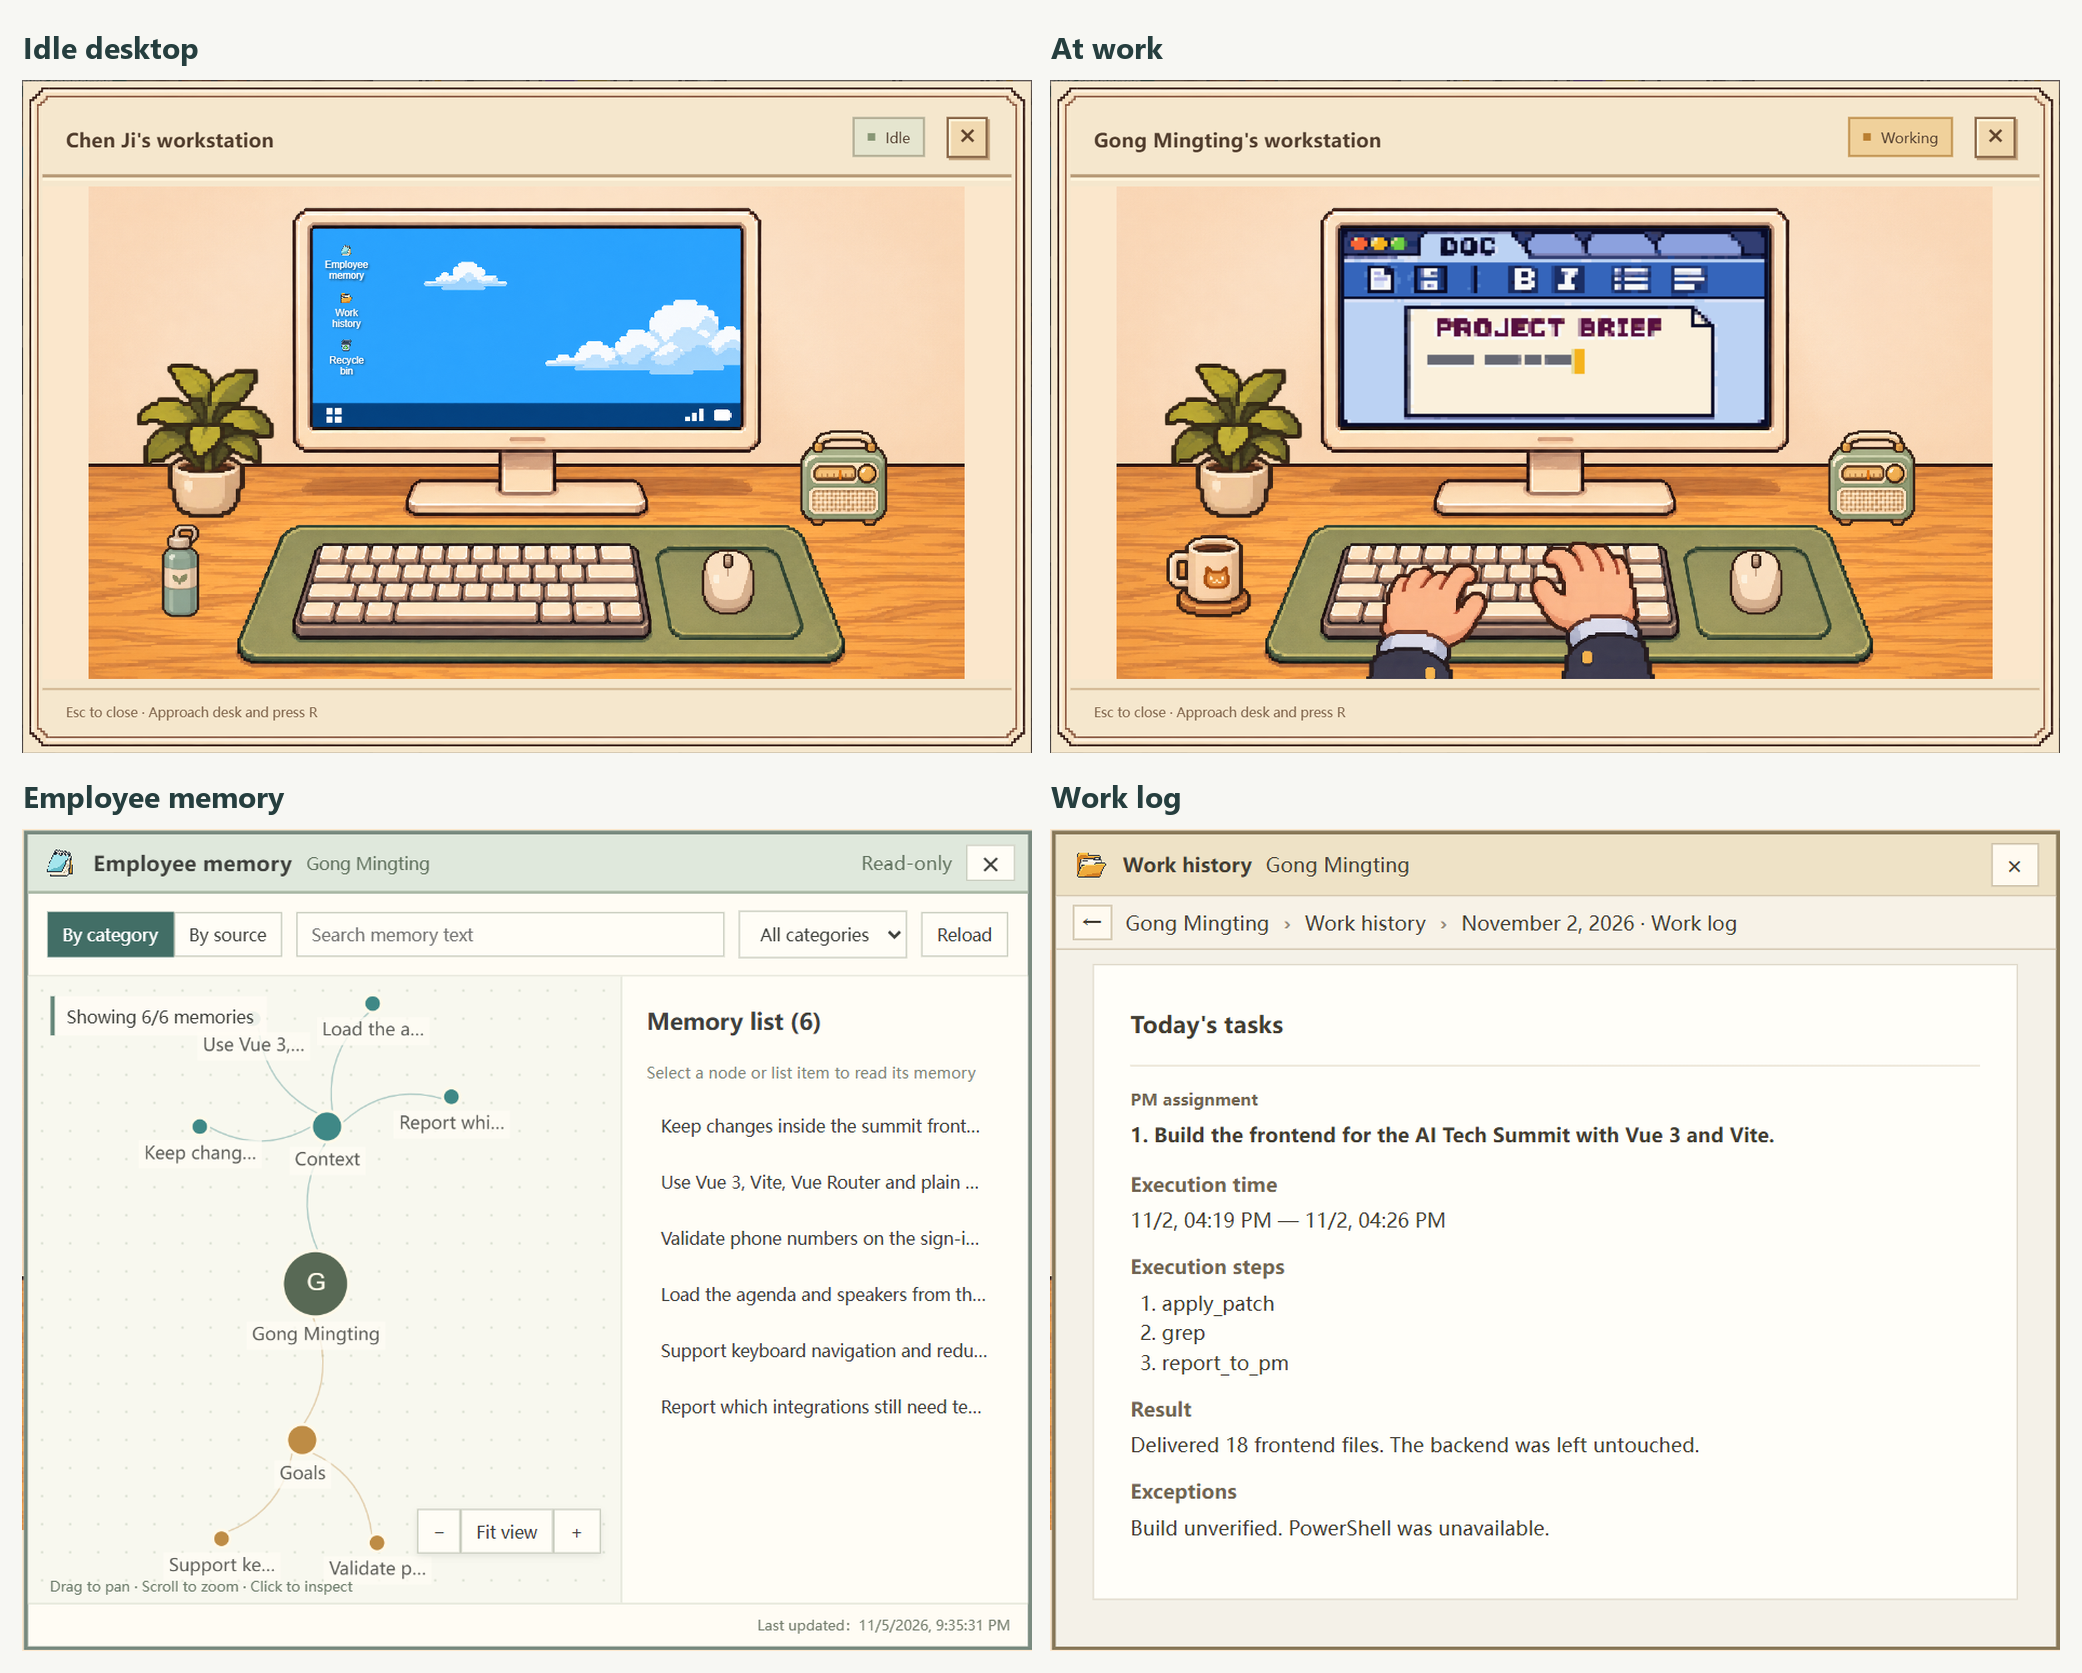 Idle desktop
Chen Ji's workstation
Idle
Employee
memory
Work
history
Recycle
bin
Esc to close · Approach desk and press R
At work
Gong Mingting's workstation
Working
DOC
B I
PROJECT BRIEF
Esc to close · Approach desk and press R
Employee memory
Employee memory Gong Mingting Read-only
By category By source Search memory text All categories Reload
Showing 6/6 memories
Load the a...
Use Vue 3,...
Report whi...
Keep chang...
Context
G
Gong Mingting
Goals
− Fit view +
Support ke...
Validate p...
Drag to pan · Scroll to zoom · Click to inspect
Memory list (6)
Select a node or list item to read its memory
Keep changes inside the summit front...
Use Vue 3, Vite, Vue Router and plain ...
Validate phone numbers on the sign-i...
Load the agenda and speakers from th...
Support keyboard navigation and redu...
Report which integrations still need te...
Last updated: 11/5/2026, 9:35:31 PM
Work log
Work history Gong Mingting
← Gong Mingting › Work history › November 2, 2026 · Work log
Today's tasks
PM assignment
1. Build the frontend for the AI Tech Summit with Vue 3 and Vite.
Execution time
11/2, 04:19 PM — 11/2, 04:26 PM
Execution steps
1. apply_patch
2. grep
3. report_to_pm
Result
Delivered 18 frontend files. The backend was left untouched.
Exceptions
Build unverified. PowerShell was unavailable.